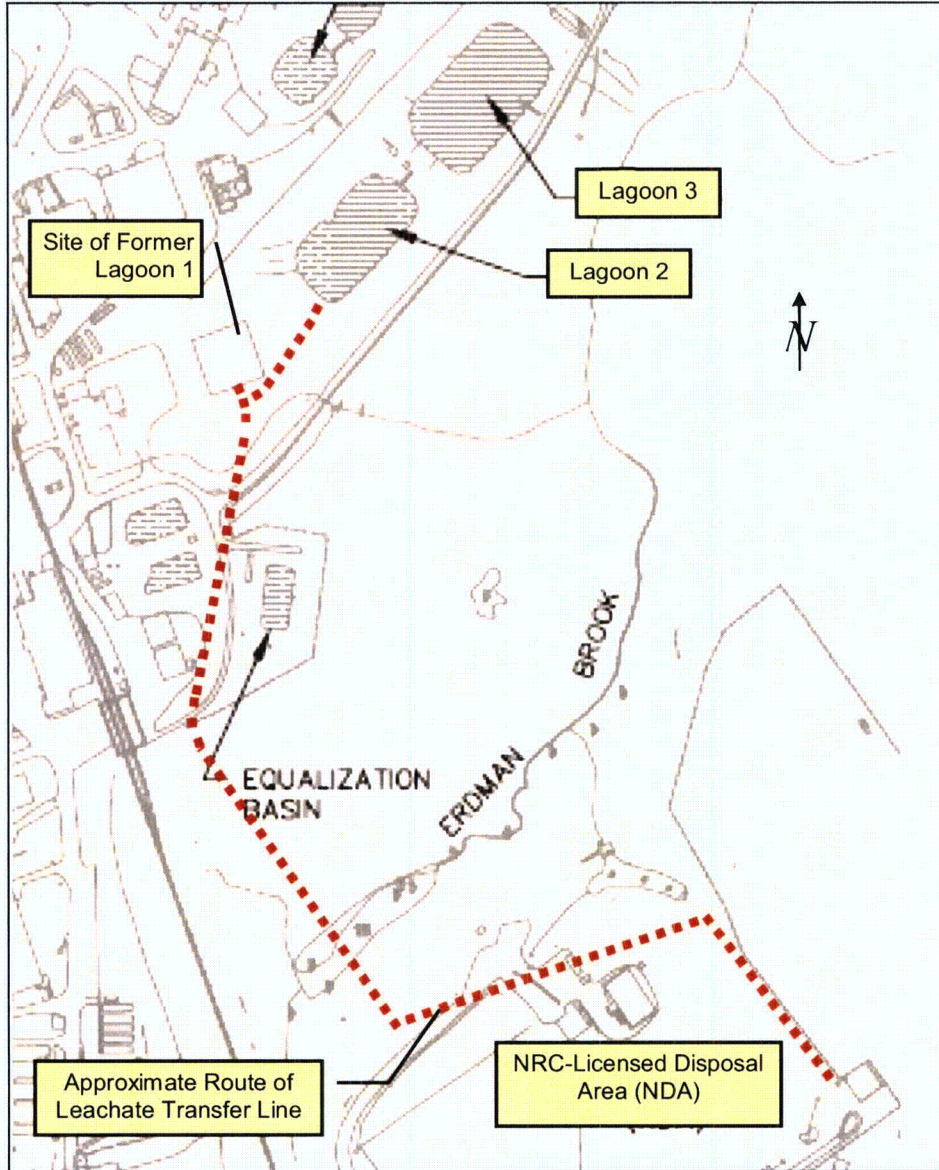 Lagoon 3
Site of Former
Lagoon 1
Lagoon 2
N
BROOK
ERDMAN
EQUALIZATION
BASIN
Approximate Route of
Leachate Transfer Line
NRC-Licensed Disposal
Area (NDA)